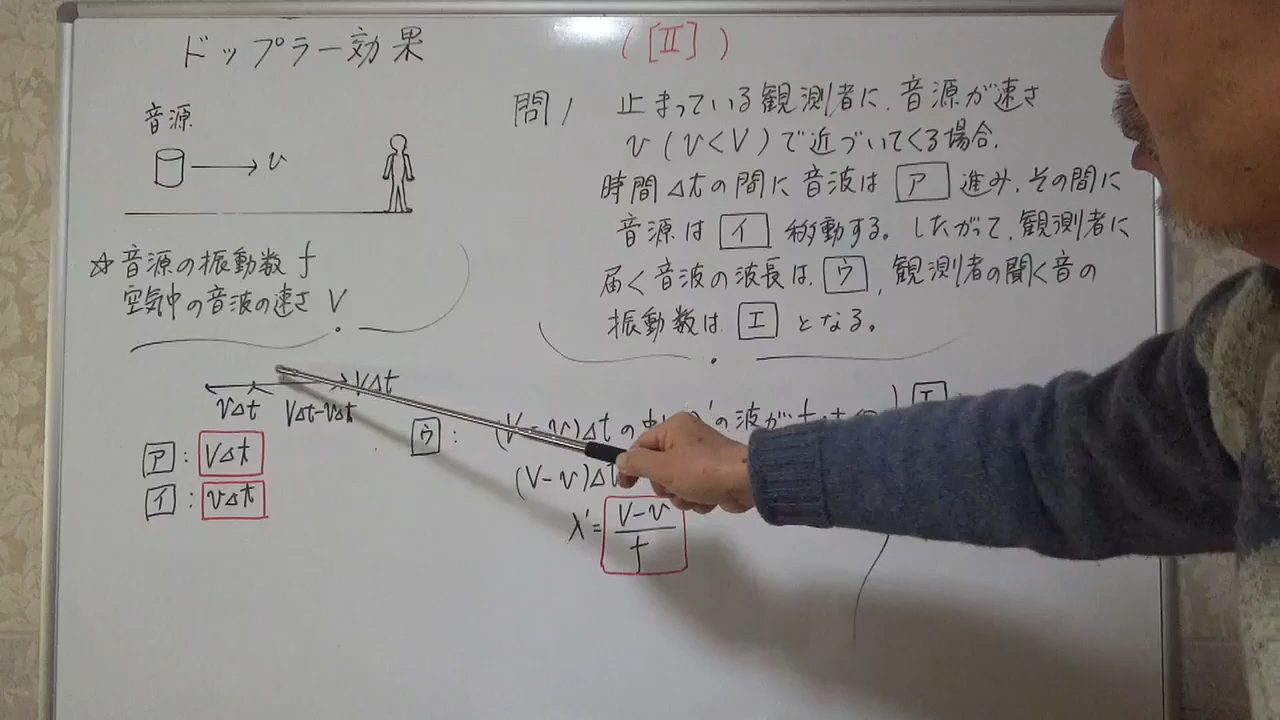 ドップラー効果
([II])
音源
v
問1 止まっている観測者に、音源が速さ
v (v<V) で近づいてくる場合、
時間 Δt の間に音波は ア 進み、その間に
音源は イ 移動する。したがって、観測者に
届く音波の波長は ウ 、観測者の聞く音の
振動数は エ となる。
☆ 音源の振動数 f
空気中の音波の速さ V
VΔt
vΔt VΔt-vΔt
ア : VΔt
イ : vΔt
ウ : (V-v)Δt の の波が
エ
(V-v)Δt
λ'= V-v
f